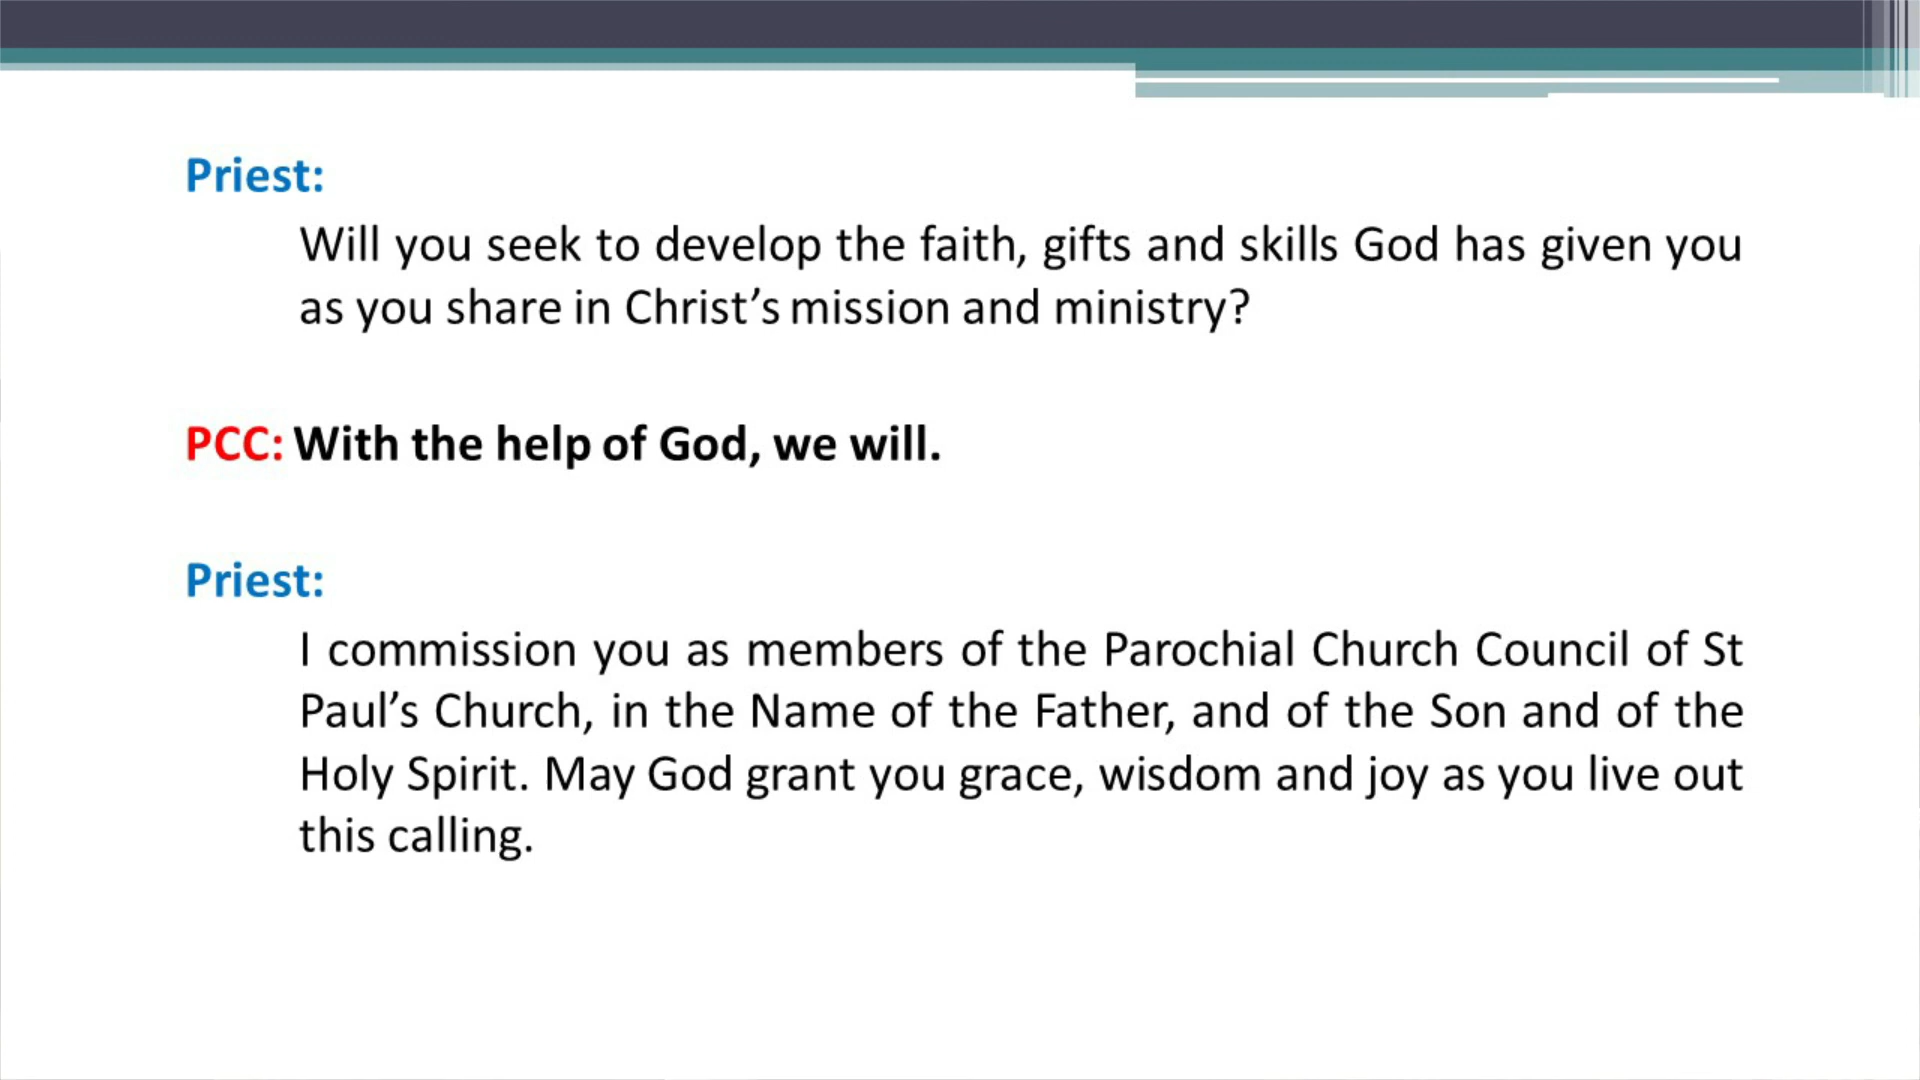 Priest:
Will you seek to develop the faith, gifts and skills God has given you
as you share in Christ’s mission and ministry?
PCC: With the help of God, we will.
Priest:
I commission you as members of the Parochial Church Council of St
Paul’s Church, in the Name of the Father, and of the Son and of the
Holy Spirit. May God grant you grace, wisdom and joy as you live out
this calling.